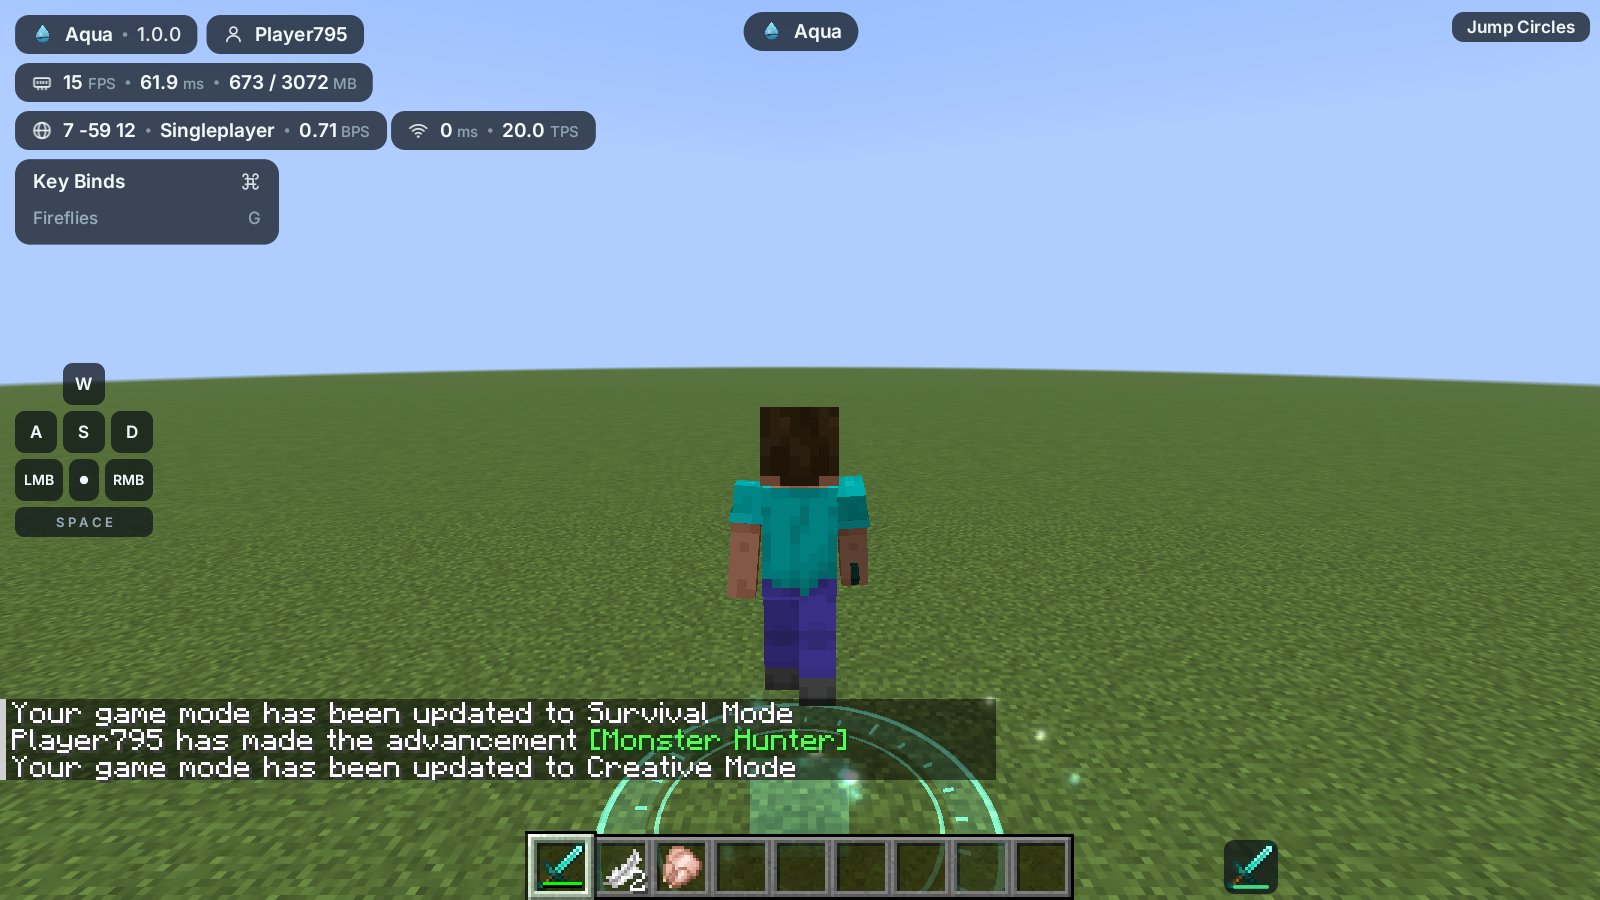 Aqua • 1.0.0
Player795
Aqua
Jump Circles
15 FPS • 61.9 ms • 673 / 3072 MB
7 -59 12 • Singleplayer • 0.71 BPS
0 ms • 20.0 TPS
Key Binds ⌘
Fireflies G
W
A S D
LMB • RMB
SPACE
Your game mode has been updated to Survival Mode
Player795 has made the advancement [Monster Hunter]
Your game mode has been updated to Creative Mode
2